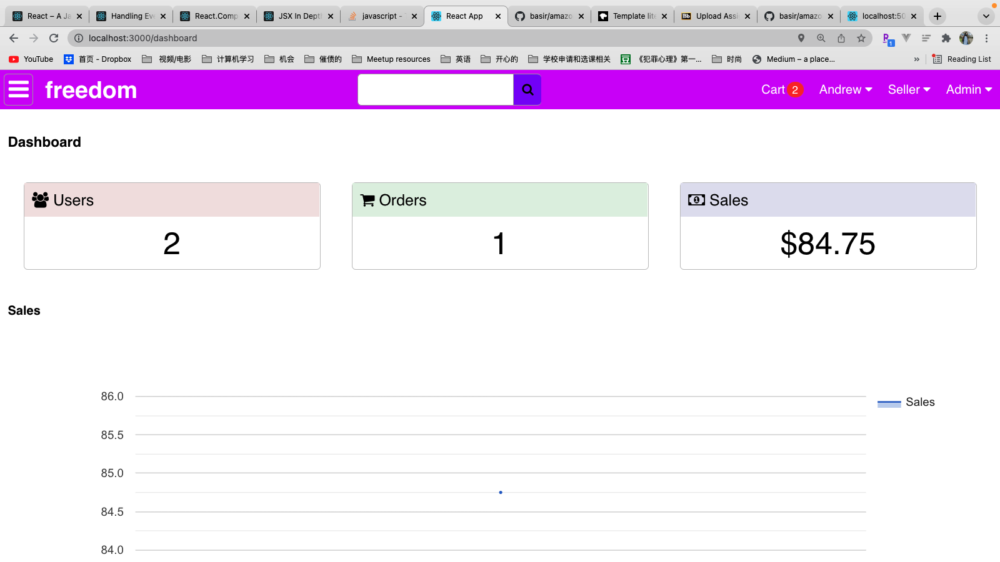 React – A Ja
Handling Eve
React.Comp
JSX In Dept
javascript -
React App
basir/amazo
Template lite
Bb Upload Assi
basir/amazo
localhost:50
localhost:3000/dashboard
1
YouTube
首页 - Dropbox
视频/电影
计算机学习
机会
催债的
Meetup resources
英语
开心的
学校申请和选课相关
豆 《犯罪心理》第一...
时尚
Medium – a place...
»
Reading List
freedom
Cart 2
Andrew
Seller
Admin
Dashboard
Users
2
Orders
1
Sales
$84.75
Sales
86.0
85.5
85.0
84.5
84.0
Sales